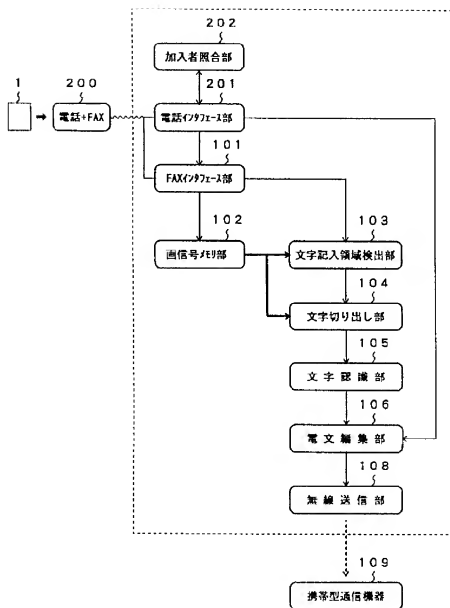 202
加入者照合部
1
200
201
電話+FAX
電話インタフェース部
101
FAXインタフェース部
102
103
画信号メモリ部
文字記入領域検出部
104
文字切り出し部
105
文字認識部
106
電文編集部
108
無線送信部
109
携帯型通信機器